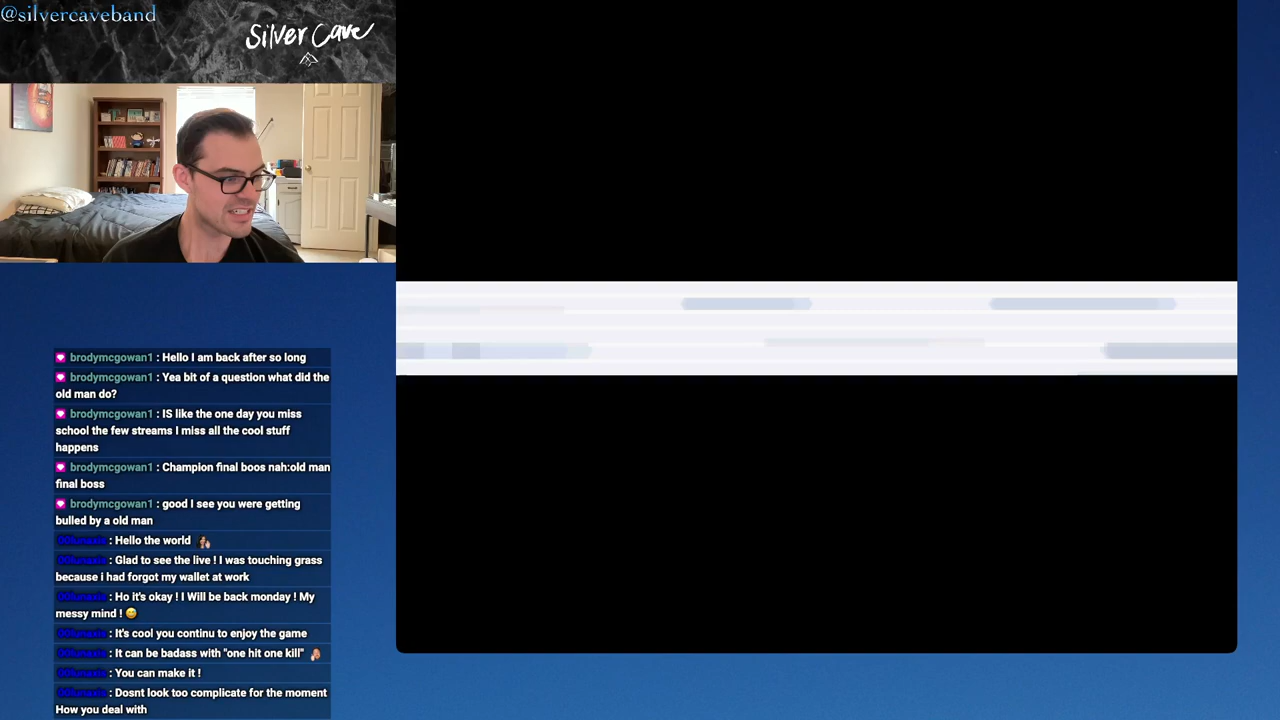 @silvercaveband
Silver Cave
brodymcgowan1 : Hello I am back after so long
brodymcgowan1 : Yea bit of a question what did the
old man do?
brodymcgowan1 : IS like the one day you miss
school the few streams I miss all the cool stuff
happens
brodymcgowan1 : Champion final boos nah:old man
final boss
brodymcgowan1 : good I see you were getting
bulled by a old man
: Hello the world
: Glad to see the live ! I was touching grass
because i had forgot my wallet at work
: Ho it's okay ! I Will be back monday ! My
messy mind !
: It's cool you continu to enjoy the game
: It can be badass with "one hit one kill"
: You can make it !
: Dosnt look too complicate for the moment
How you deal with